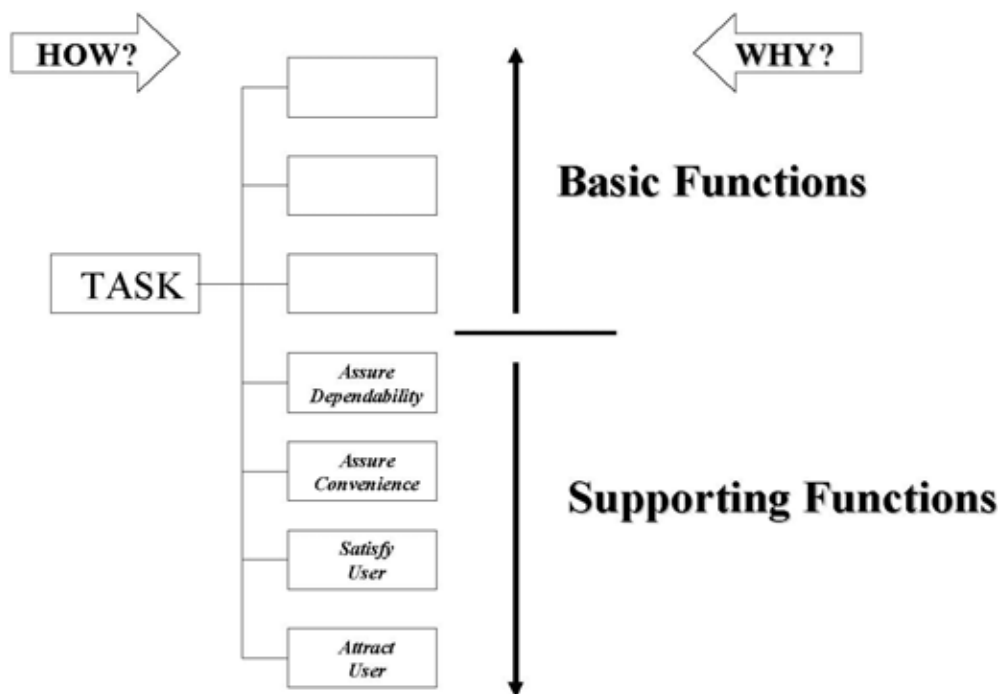 HOW?
WHY?
Basic Functions
TASK
Assure
Dependability
Assure
Convenience
Supporting Functions
Satisfy
User
Attract
User